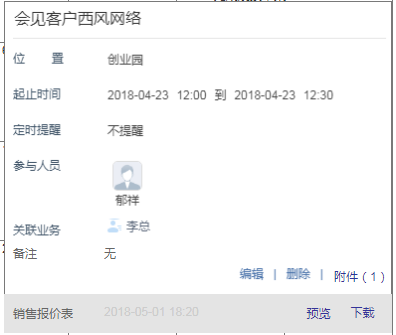 会见客户西风网络
位 置 创业园
起止时间 2018-04-23 12:00 到 2018-04-23 12:30
定时提醒 不提醒
参与人员
郁祥
关联业务 李总
备注 无
编辑 | 删除 | 附件（1）
销售报价表 2018-05-01 18:20 预览 下载